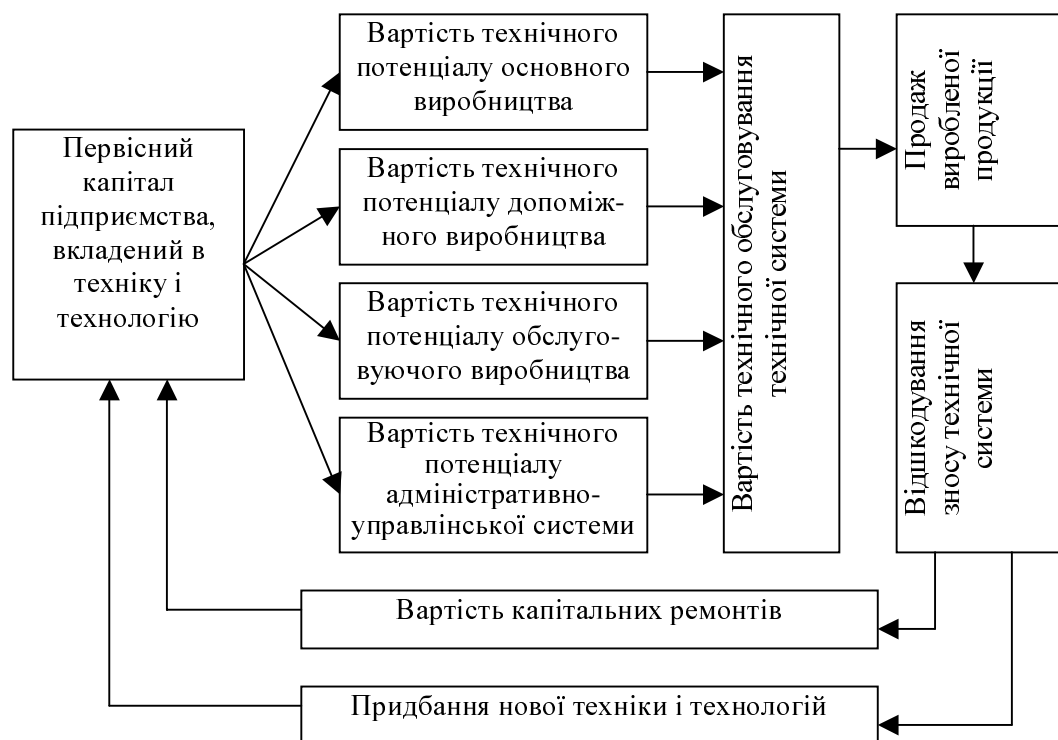 Первісний
капітал
підприємства,
вкладений в
техніку і
технологію
Вартість технічного
потенціалу основного
виробництва
Вартість технічного
потенціалу допоміж-
ного виробництва
Вартість технічного
потенціалу обслуго-
вуючого виробництва
Вартість технічного
потенціалу
адміністративно-
управлінської системи
Вартість технічного обслуговування
технічної системи
Продаж
виробленої
продукції
Відшкодування
зносу технічної
системи
Вартість капітальних ремонтів
Придбання нової техніки і технологій